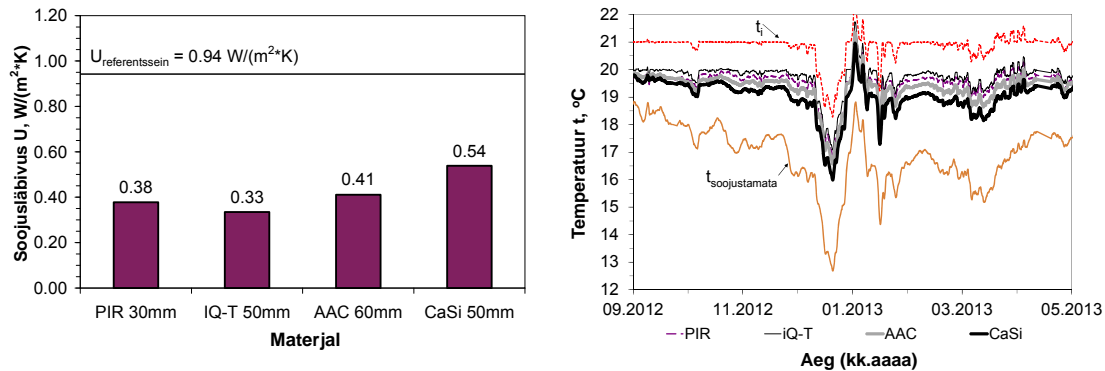 Soojusläbivus U, W/(m²*K)
1.20
1.00
0.80
0.60
0.40
0.20
0.00
U_referentssein = 0.94 W/(m²*K)
0.38
0.33
0.41
0.54
PIR 30mm
IQ-T 50mm
AAC 60mm
CaSi 50mm
Materjal
Temperatuur t, ºC
22
21
20
19
18
17
16
15
14
13
12
t_i
t_soojustamata
09.2012
11.2012
01.2013
03.2013
05.2013
PIR
iQ-T
AAC
CaSi
Aeg (kk.aaaa)